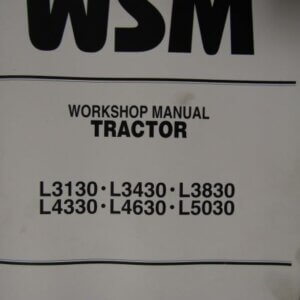 WSM
WORKSHOP MANUAL
TRACTOR
L3130·L3430·L3830
L4330·L4630·L5030